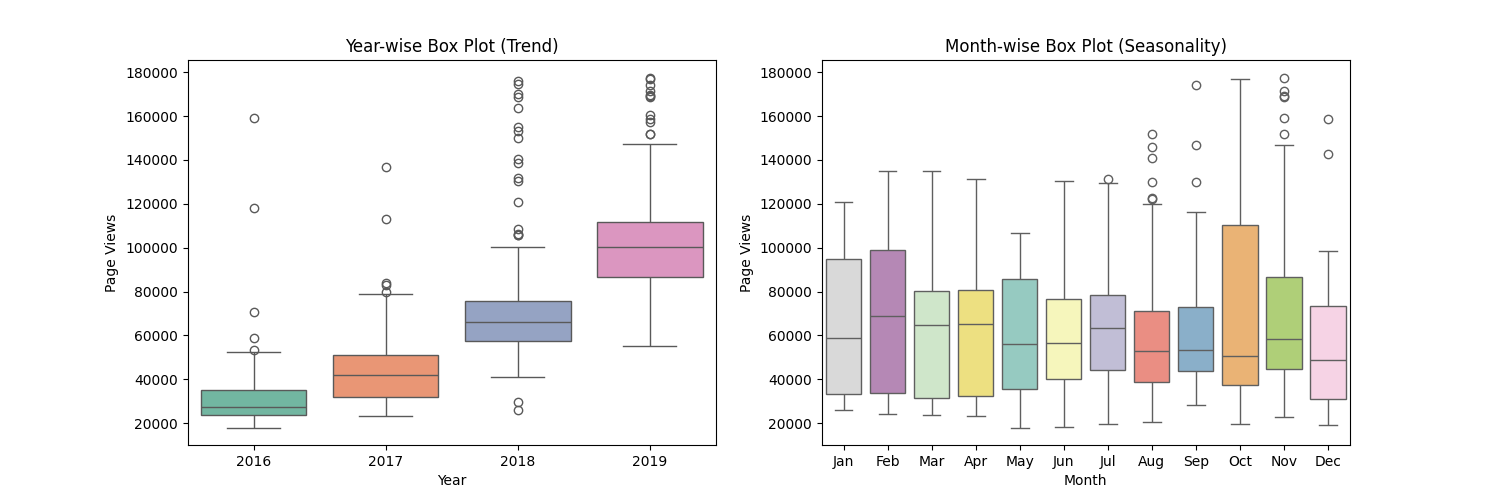 Year-wise Box Plot (Trend)
180000
160000
140000
120000
100000
80000
60000
40000
20000
Page Views
2016 2017 2018 2019
Year
Month-wise Box Plot (Seasonality)
180000
160000
140000
120000
100000
80000
60000
40000
20000
Page Views
Jan Feb Mar Apr May Jun Jul Aug Sep Oct Nov Dec
Month